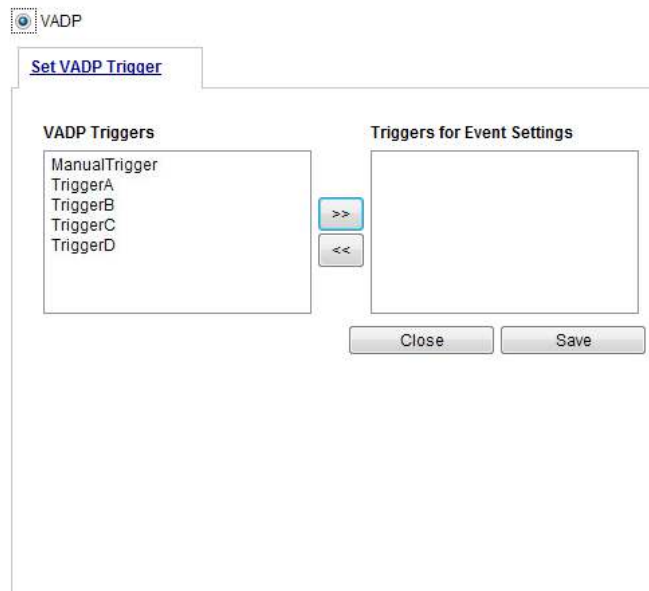 VADP
Set VADP Trigger
VADP Triggers
Triggers for Event Settings
ManualTrigger
TriggerA
TriggerB
TriggerC
TriggerD
>>
<<
Close
Save